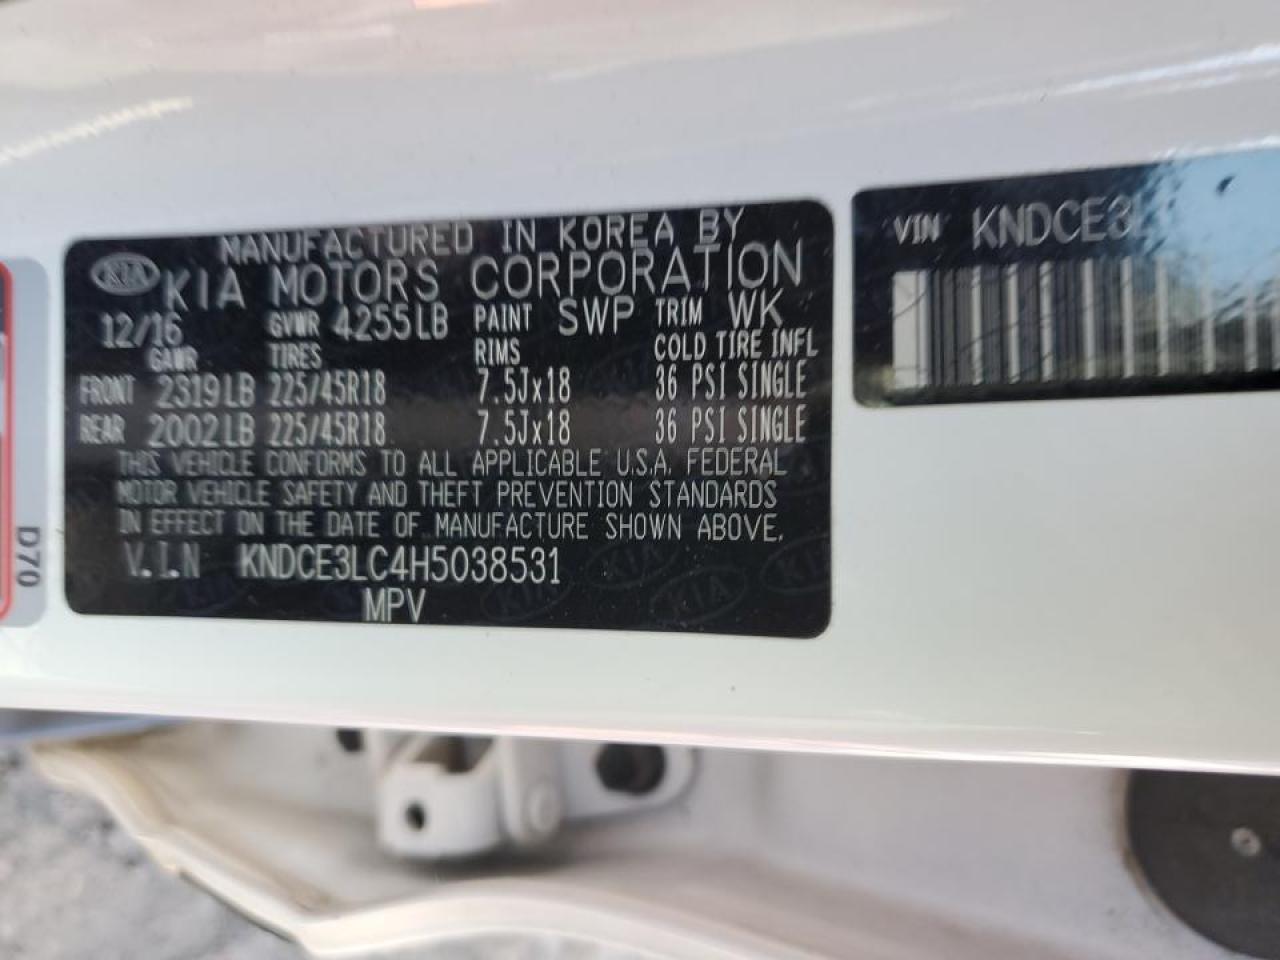 MANUFACTURED IN KOREA BY
KIA KIA MOTORS CORPORATION
12/16 GVWR 4255LB PAINT SWP TRIM WK
GAWR TIRES RIMS COLD TIRE INFL
FRONT 2319LB 225/45R18 7.5Jx18 36 PSI SINGLE
REAR 2002LB 225/45R18 7.5Jx18 36 PSI SINGLE
THIS VEHICLE CONFORMS TO ALL APPLICABLE U.S.A. FEDERAL
MOTOR VEHICLE SAFETY AND THEFT PREVENTION STANDARDS
IN EFFECT ON THE DATE OF MANUFACTURE SHOWN ABOVE.
V.I.N KNDCE3LC4H5038531
MPV
VIN KNDCE3L
D70